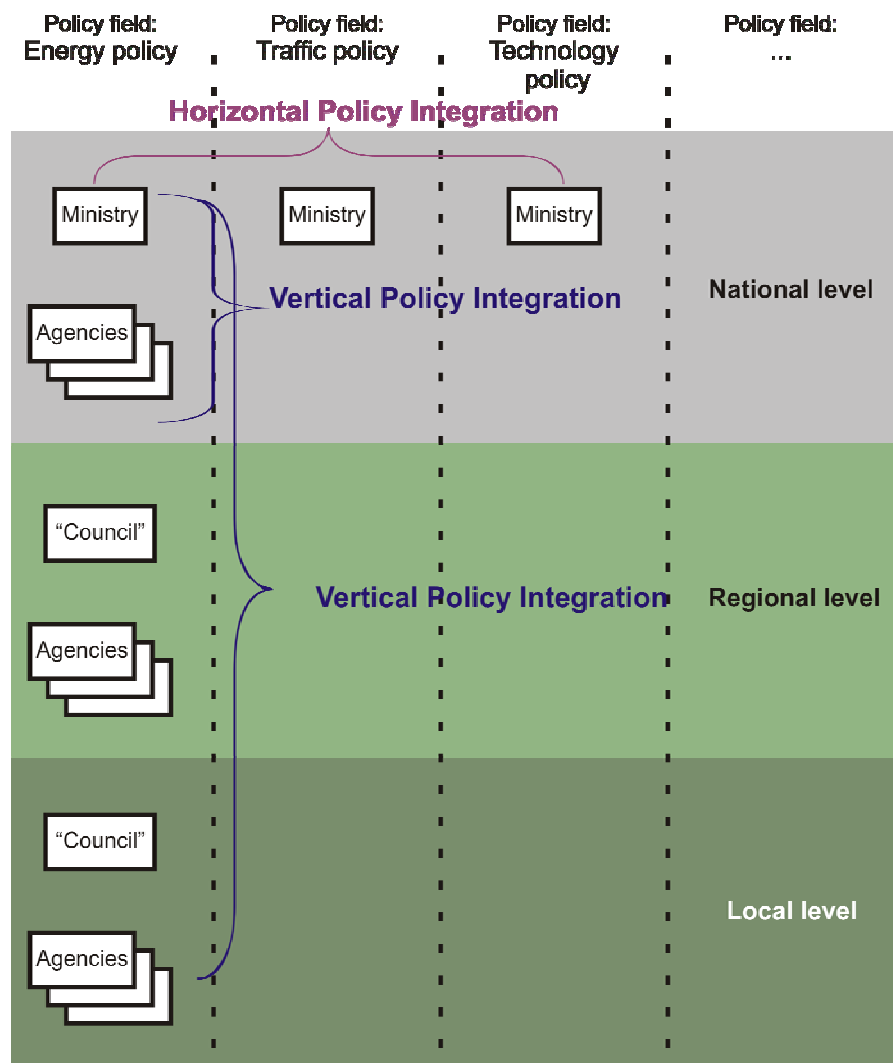 Policy field:
Energy policy
Policy field:
Traffic policy
Policy field:
Technology
policy
Policy field:
...
Horizontal Policy Integration
Ministry
Ministry
Ministry
Vertical Policy Integration
National level
Agencies
“Council”
Vertical Policy Integration
Regional level
Agencies
“Council”
Local level
Agencies